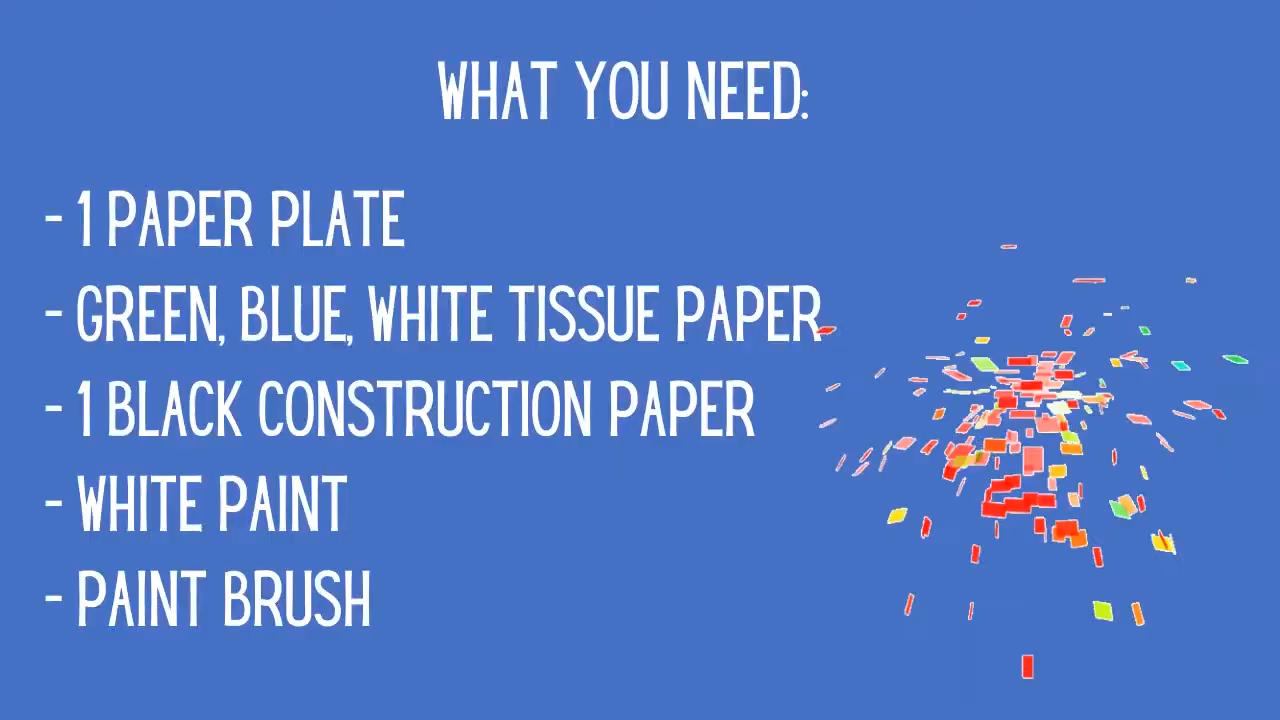 WHAT YOU NEED:
- 1 PAPER PLATE
- GREEN, BLUE, WHITE TISSUE PAPER
- 1 BLACK CONSTRUCTION PAPER
- WHITE PAINT
- PAINT BRUSH